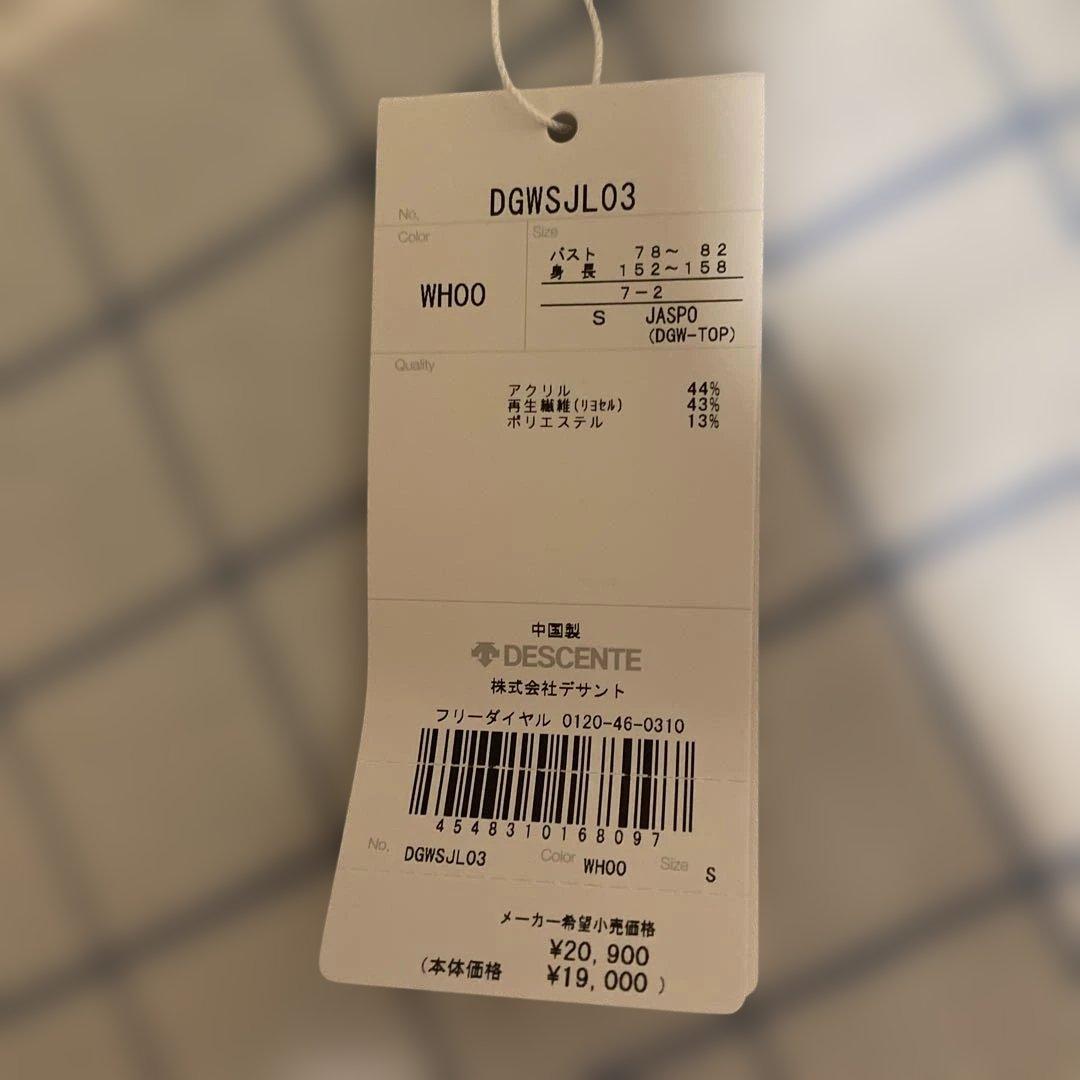 No. DGWSJL03
Color
Size
バスト 78～ 82
身 長 152～158
WH00
7－2
S JASPO
(DGW-TOP)
Quality
アクリル 44%
再生繊維(ﾘﾖｾﾙ) 43%
ポリエステル 13%
中国製
DESCENTE
株式会社デサント
フリーダイヤル 0120-46-0310
4548310168097
No. DGWSJL03 Color WH00 Size S
メーカー希望小売価格
¥20,900
(本体価格 ¥19,000 )